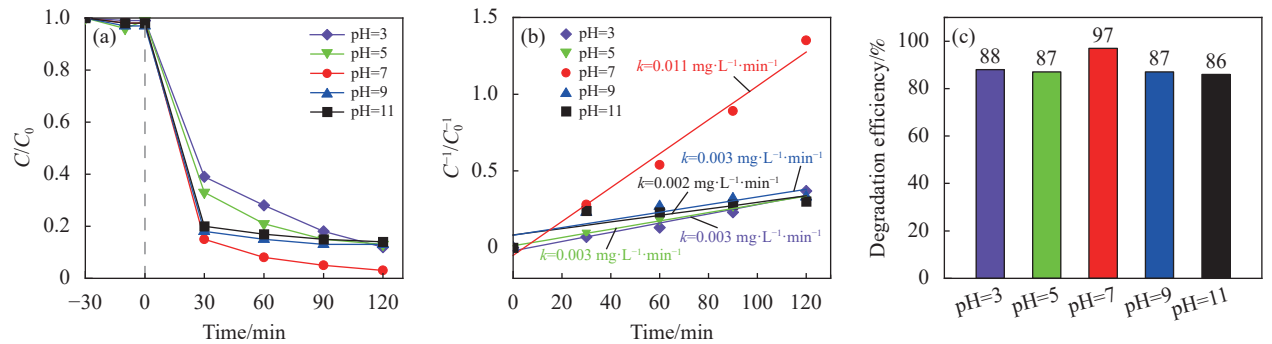 (a)
pH=3
pH=5
pH=7
pH=9
pH=11
1.0
0.8
0.6
0.4
0.2
0
C/C₀
−30
0
30
60
90
120
Time/min
(b)
pH=3
pH=5
pH=7
pH=9
pH=11
k=0.011 mg·L⁻¹·min⁻¹
k=0.003 mg·L⁻¹·min⁻¹
k=0.002 mg·L⁻¹·min⁻¹
k=0.003 mg·L⁻¹·min⁻¹
k=0.003 mg·L⁻¹·min⁻¹
1.5
1.0
0.5
0
C⁻¹/C₀⁻¹
0
20
40
60
80
100
120
Time/min
(c)
88
87
97
87
86
100
80
60
40
20
0
Degradation efficiency/%
pH=3
pH=5
pH=7
pH=9
pH=11